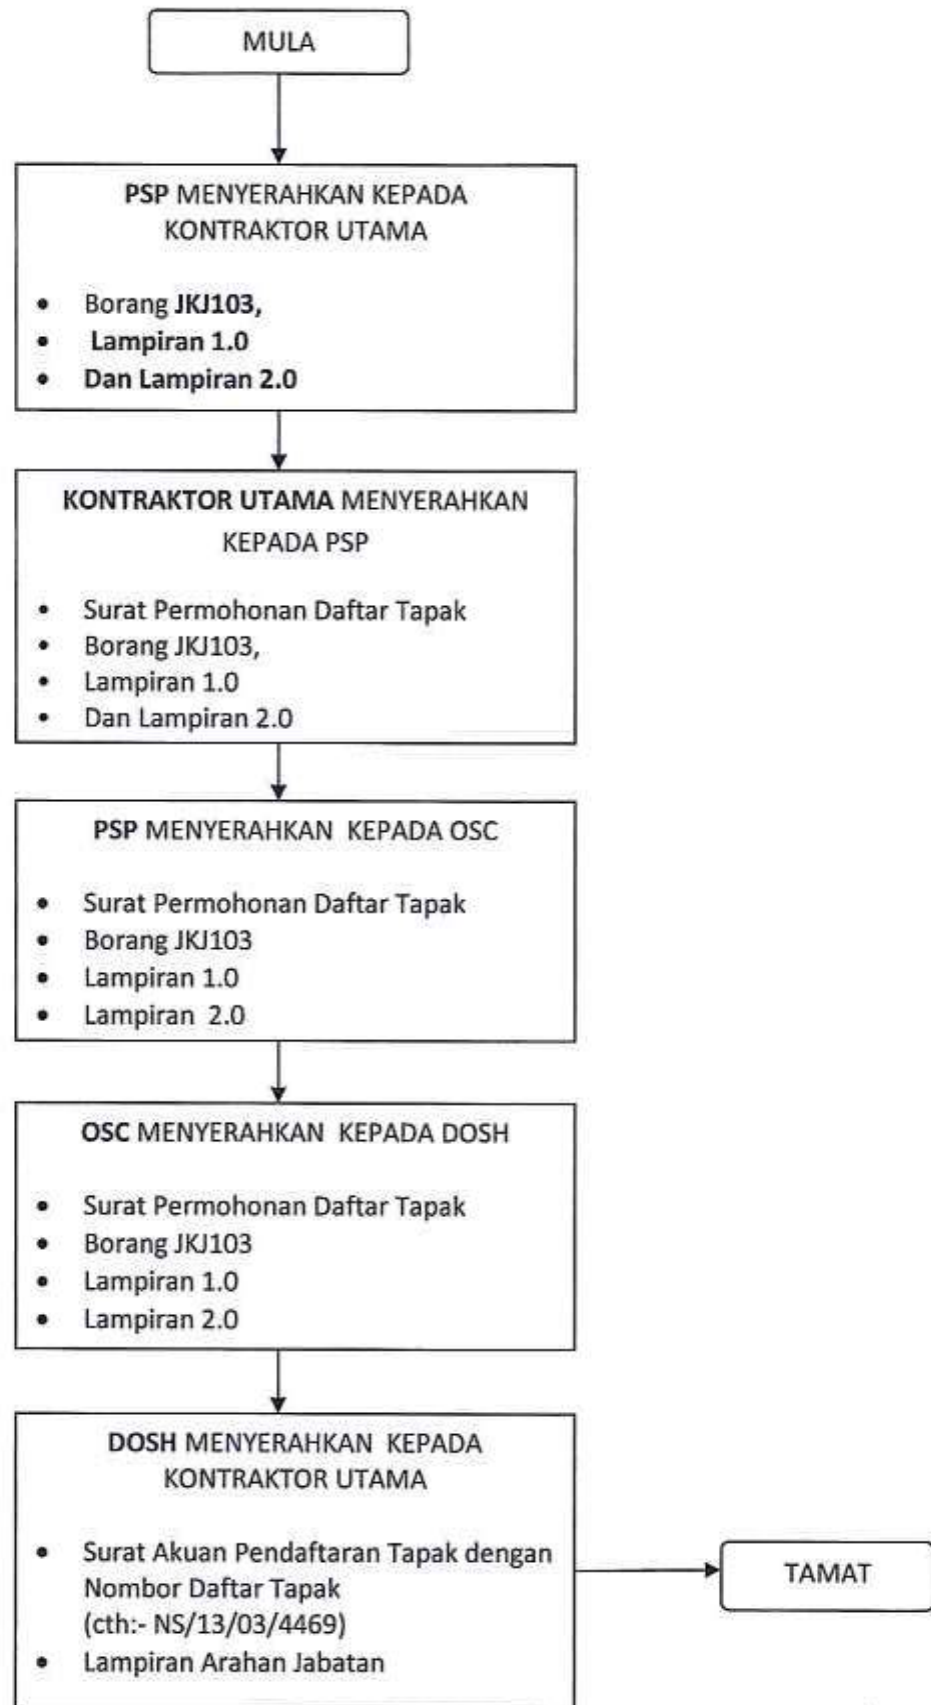 MULA
PSP MENYERAHKAN KEPADA
KONTRAKTOR UTAMA
• Borang JKJ103,
• Lampiran 1.0
• Dan Lampiran 2.0
KONTRAKTOR UTAMA MENYERAHKAN
KEPADA PSP
• Surat Permohonan Daftar Tapak
• Borang JKJ103,
• Lampiran 1.0
• Dan Lampiran 2.0
PSP MENYERAHKAN KEPADA OSC
• Surat Permohonan Daftar Tapak
• Borang JKJ103
• Lampiran 1.0
• Lampiran 2.0
OSC MENYERAHKAN KEPADA DOSH
• Surat Permohonan Daftar Tapak
• Borang JKJ103
• Lampiran 1.0
• Lampiran 2.0
DOSH MENYERAHKAN KEPADA
KONTRAKTOR UTAMA
• Surat Akuan Pendaftaran Tapak dengan
Nombor Daftar Tapak
(cth:- NS/13/03/4469)
• Lampiran Arahan Jabatan
TAMAT